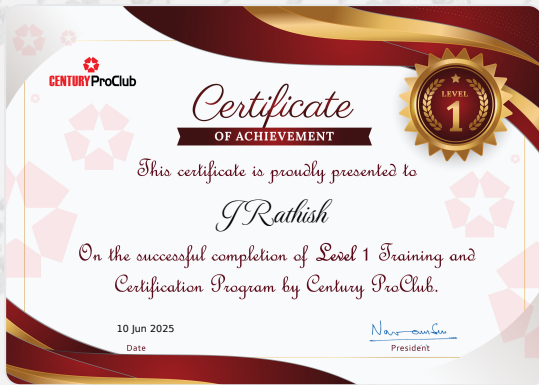 CENTURY ProClub
Certificate
OF ACHIEVEMENT
LEVEL
1
This certificate is proudly presented to
J Rathish
On the successful completion of Level 1 Training and
Certification Program by Century ProClub.
10 Jun 2025
Date
President